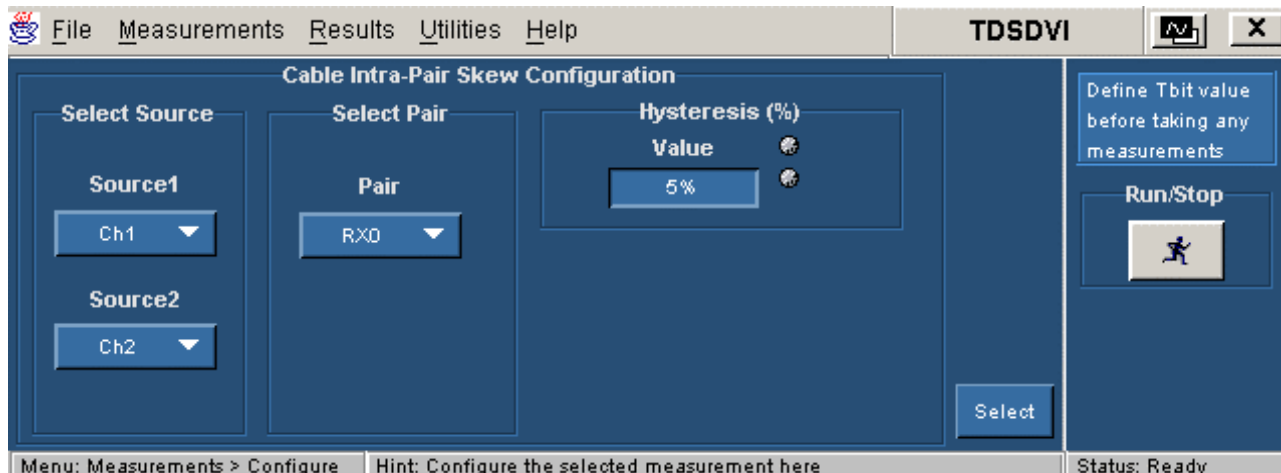 File Measurements Results Utilities Help TDSDVI X
Cable Intra-Pair Skew Configuration
Select Source
Source1
Ch1
Source2
Ch2
Select Pair
Pair
RX0
Hysteresis (%)
Value
5%
Select
Define Tbit value
before taking any
measurements
Run/Stop
Menu: Measurements > Configure
Hint: Configure the selected measurement here
Status: Ready